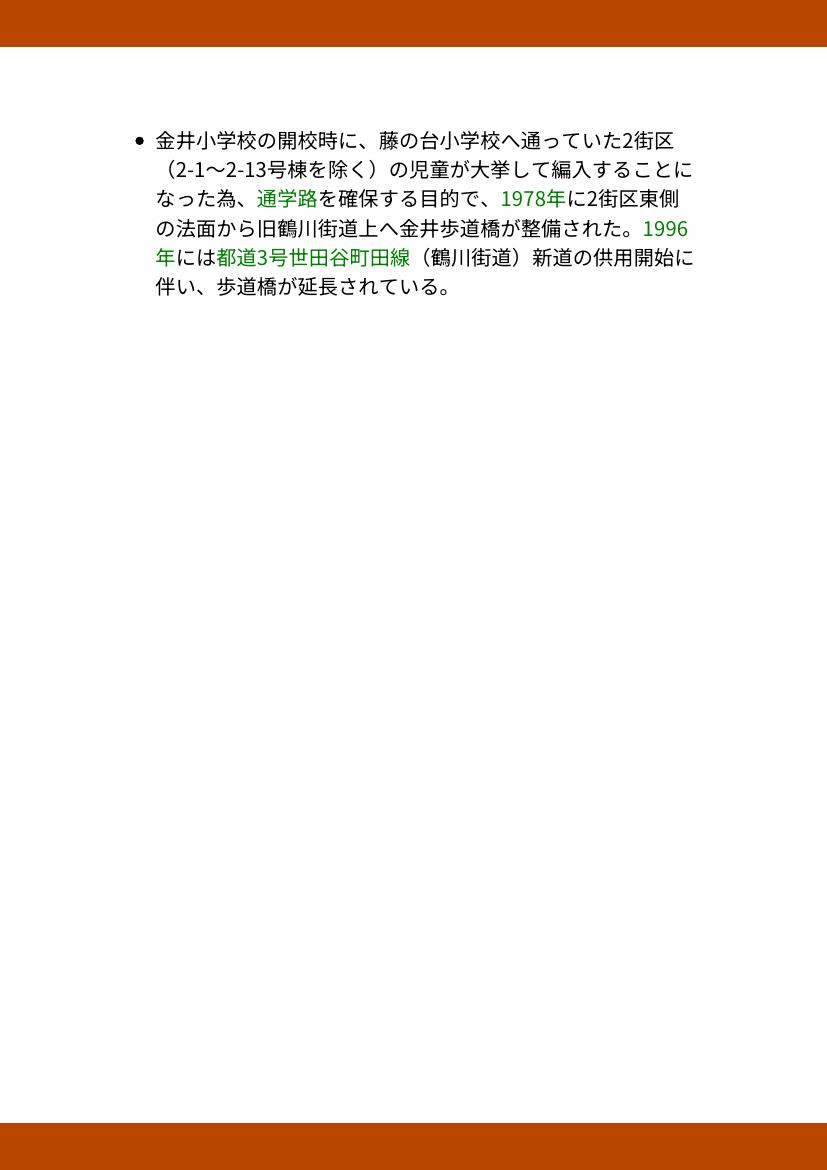 • 金井小学校の開校時に、藤の台小学校へ通っていた2街区
（2-1〜2-13号棟を除く）の児童が大挙して編入することに
なった為、通学路を確保する目的で、1978年に2街区東側
の法面から旧鶴川街道上へ金井歩道橋が整備された。1996
年には都道3号世田谷町田線（鶴川街道）新道の供用開始に
伴い、歩道橋が延長されている。